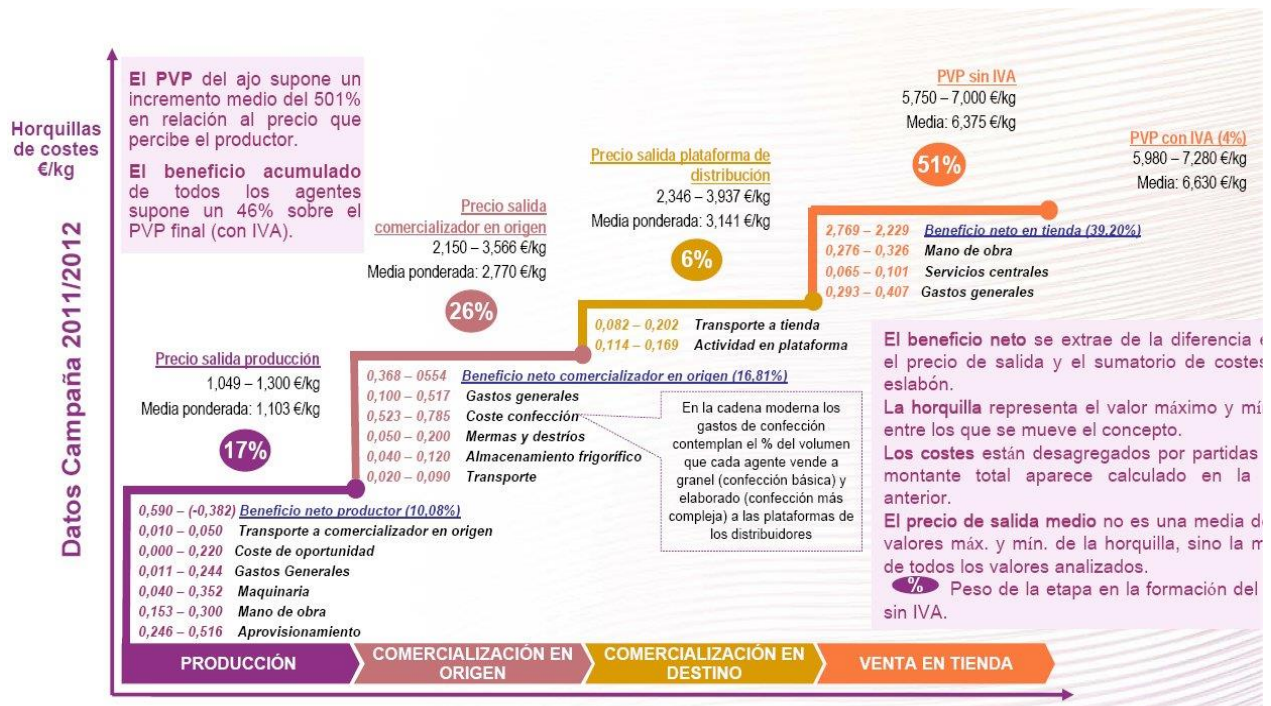 El PVP del ajo supone un
incremento medio del 501%
en relación al precio que
percibe el productor.
El beneficio acumulado
de todos los agentes
supone un 46% sobre el
PVP final (con IVA).
Horquillas
de costes
€/kg
Datos Campaña 2011/2012
Precio salida producción
1,049 – 1,300 €/kg
Media ponderada: 1,103 €/kg
17%
0,590 – (-0,382) Beneficio neto productor (10,08%)
0,010 – 0,050 Transporte a comercializador en origen
0,000 – 0,220 Coste de oportunidad
0,011 – 0,244 Gastos Generales
0,040 – 0,352 Maquinaria
0,153 – 0,300 Mano de obra
0,246 – 0,516 Aprovisionamiento
Precio salida
comercializador en origen
2,150 – 3,566 €/kg
Media ponderada: 2,770 €/kg
26%
0,368 – 0554 Beneficio neto comercializador en origen (16,81%)
0,100 – 0,517 Gastos generales
0,523 – 0,785 Coste confección
0,050 – 0,200 Mermas y destríos
0,040 – 0,120 Almacenamiento frigorífico
0,020 – 0,090 Transporte
En la cadena moderna los
gastos de confección
contemplan el % del volumen
que cada agente vende a
granel (confección básica) y
elaborado (confección más
compleja) a las plataformas de
los distribuidores
Precio salida plataforma de
distribución
2,346 – 3,937 €/kg
Media ponderada: 3,141 €/kg
6%
0,082 – 0,202 Transporte a tienda
0,114 – 0,169 Actividad en plataforma
PVP sin IVA
5,750 – 7,000 €/kg
Media: 6,375 €/kg
51%
PVP con IVA (4%)
5,980 – 7,280 €/kg
Media: 6,630 €/kg
2,769 – 2,229 Beneficio neto en tienda (39,20%)
0,276 – 0,326 Mano de obra
0,065 – 0,101 Servicios centrales
0,293 – 0,407 Gastos generales
El beneficio neto se extrae de la diferencia
el precio de salida y el sumatorio de costes
eslabón.
La horquilla representa el valor máximo y
entre los que se mueve el concepto.
Los costes están desagregados por partidas
montante total aparece calculado en la
anterior.
El precio de salida medio no es una media
valores máx. y mín. de la horquilla, sino la
de todos los valores analizados.
% Peso de la etapa en la formación del
sin IVA.
PRODUCCIÓN
COMERCIALIZACIÓN EN
ORIGEN
COMERCIALIZACIÓN EN
DESTINO
VENTA EN TIENDA